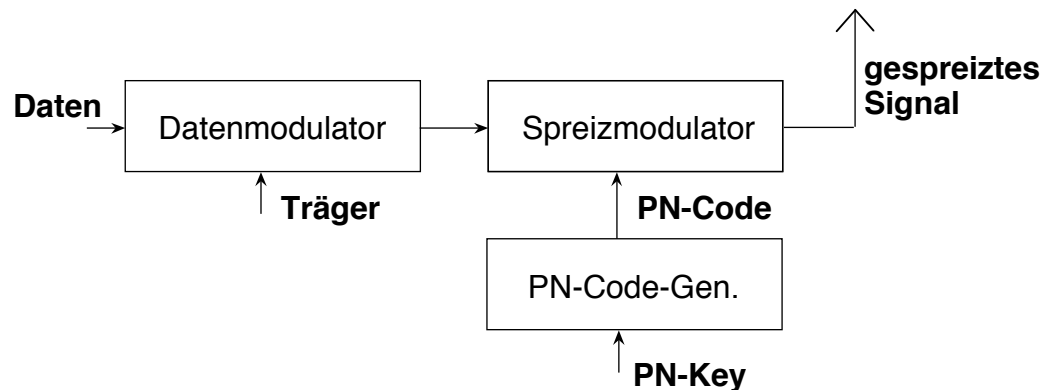 gespreiztes
Signal
Daten
Datenmodulator
Spreizmodulator
Träger
PN-Code
PN-Code-Gen.
PN-Key